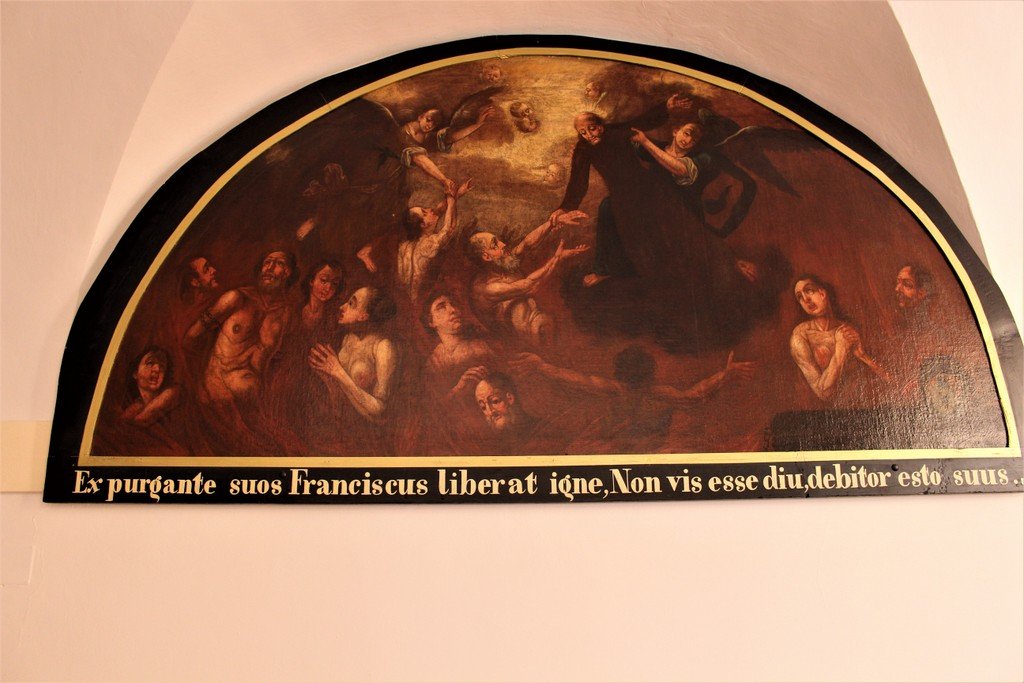 Ex purgante suos Franciscus liberat igne, Non vis esse diu, debitor esto suus..